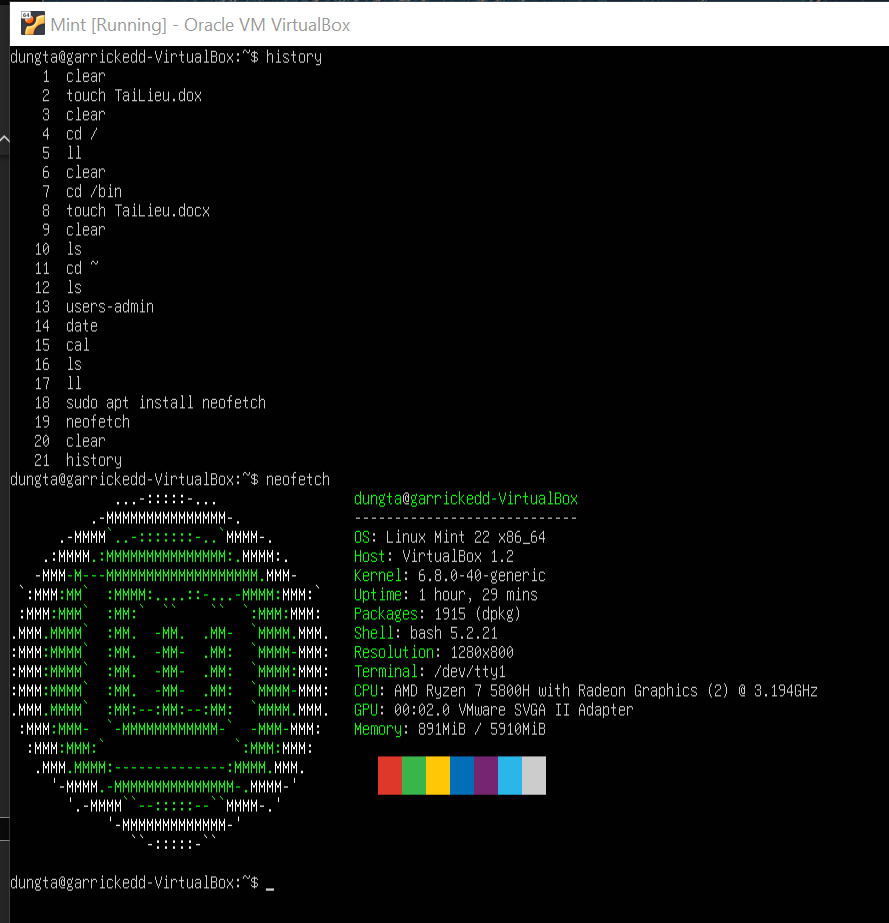 Mint [Running] - Oracle VM VirtualBox
dungta@garrickedd-VirtualBox:~$ history
    1  clear
    2  touch TaiLieu.dox
    3  clear
    4  cd /
    5  ll
    6  clear
    7  cd /bin
    8  touch TaiLieu.docx
    9  clear
   10  ls
   11  cd ~
   12  ls
   13  users-admin
   14  date
   15  cal
   16  ls
   17  ll
   18  sudo apt install neofetch
   19  neofetch
   20  clear
   21  history
dungta@garrickedd-VirtualBox:~$ neofetch
dungta@garrickedd-VirtualBox
----------------------------
OS: Linux Mint 22 x86_64
Host: VirtualBox 1.2
Kernel: 6.8.0-40-generic
Uptime: 1 hour, 29 mins
Packages: 1915 (dpkg)
Shell: bash 5.2.21
Resolution: 1280x800
Terminal: /dev/tty1
CPU: AMD Ryzen 7 5800H with Radeon Graphics (2) @ 3.194GHz
GPU: 00:02.0 VMware SVGA II Adapter
Memory: 891MiB / 5910MiB
dungta@garrickedd-VirtualBox:~$ _